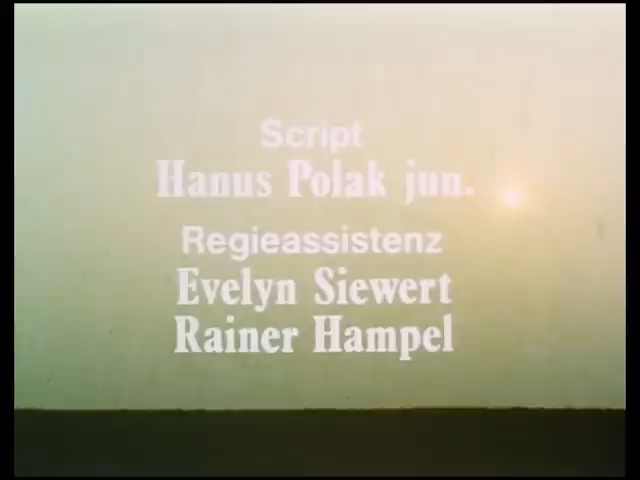 Script
Hanus Polak jun.
Regieassistenz
Evelyn Siewert
Rainer Hampel